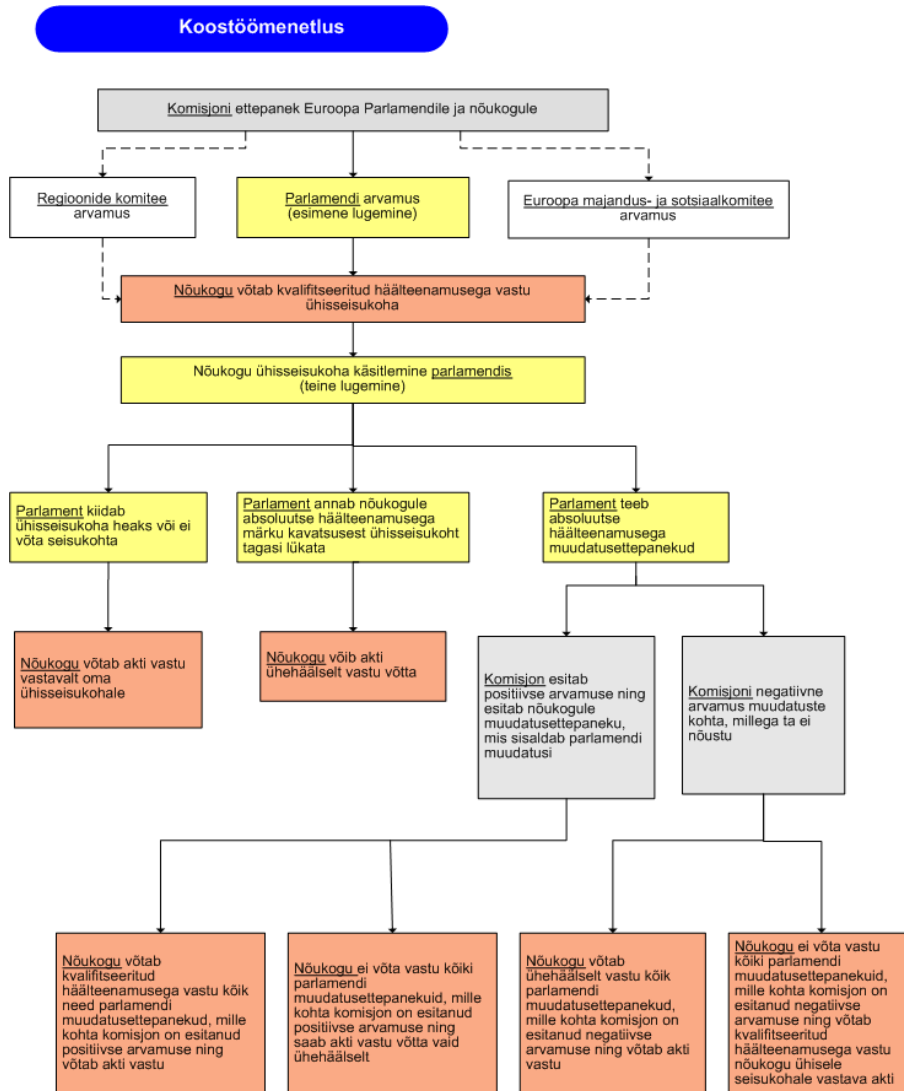 Koostöömenetlus
Komisjoni ettepanek Euroopa Parlamendile ja nõukogule
Regioonide komitee
arvamus
Parlamendi arvamus
(esimene lugemine)
Euroopa majandus- ja sotsiaalkomitee
arvamus
Nõukogu võtab kvalifitseeritud häälteenamusega vastu
ühisseisukoha
Nõukogu ühisseisukoha käsitlemine parlamendis
(teine lugemine)
Parlament kiidab
ühisseisukoha heaks või ei
võta seisukohta
Parlament annab nõukogule
absoluutse häälteenamusega
märku kavatsusest ühisseisukoht
tagasi lükata
Parlament teeb
absoluutse
häälteenamusega
muudatusettepanekud
Nõukogu võtab akti vastu
vastavalt oma
ühisseisukohale
Nõukogu võib akti
ühehäälselt vastu võtta
Komisjon esitab
positiivse arvamuse ning
esitab nõukogule
muudatusettepaneku,
mis sisaldab parlamendi
muudatusi
Komisjoni negatiivne
arvamus muudatuste
kohta, millega ta ei
nõustu
Nõukogu võtab
kvalifitseeritud
häälteenamusega vastu kõik
need parlamendi
muudatusettepanekud, mille
kohta komisjon on esitanud
positiivse arvamuse ning
võtab akti vastu
Nõukogu ei võta vastu kõiki
parlamendi
muudatusettepanekuid, mille
kohta komisjon on esitanud
positiivse arvamuse ning
saab akti vastu võtta vaid
ühehäälselt
Nõukogu võtab
ühehäälselt vastu kõik
parlamendi
muudatusettepanekud,
mille kohta komisjon on
esitanud negatiivse
arvamuse ning võtab akti
vastu
Nõukogu ei võta vastu
kõiki parlamendi
muudatusettepanekuid,
mille kohta komisjon on
esitanud negatiivse
arvamuse ning võtab
kvalifitseeritud
häälteenamusega vastu
nõukogu ühisele
seisukohale vastava akti